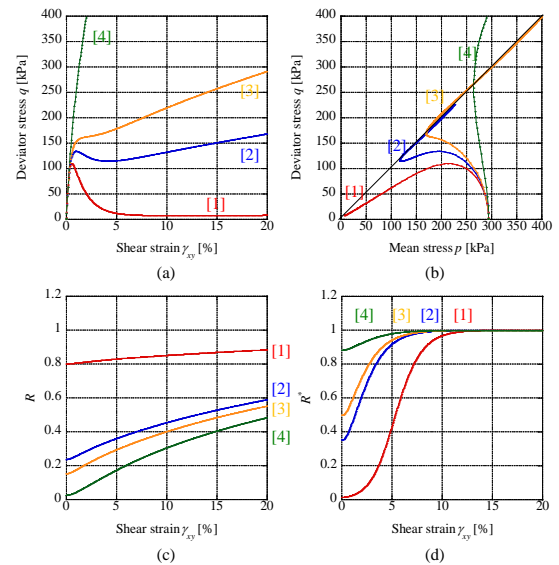 400
350
300
250
200
150
100
50
0
Deviator stress q [kPa]
[4]
[3]
[2]
[1]
0 5 10 15 20
Shear strain γxy [%]
(a)
400
350
300
250
200
150
100
50
0
Deviator stress q [kPa]
[4]
[3]
[2]
[1]
0 50 100 150 200 250 300 350 400
Mean stress p [kPa]
(b)
1
0.8
0.6
0.4
0.2
0
R
[1]
[2]
[3]
[4]
0 5 10 15 20
Shear strain γxy [%]
(c)
1
0.8
0.6
0.4
0.2
0
R*
[4] [3] [2] [1]
0 5 10 15 20
Shear strain γxy [%]
(d)